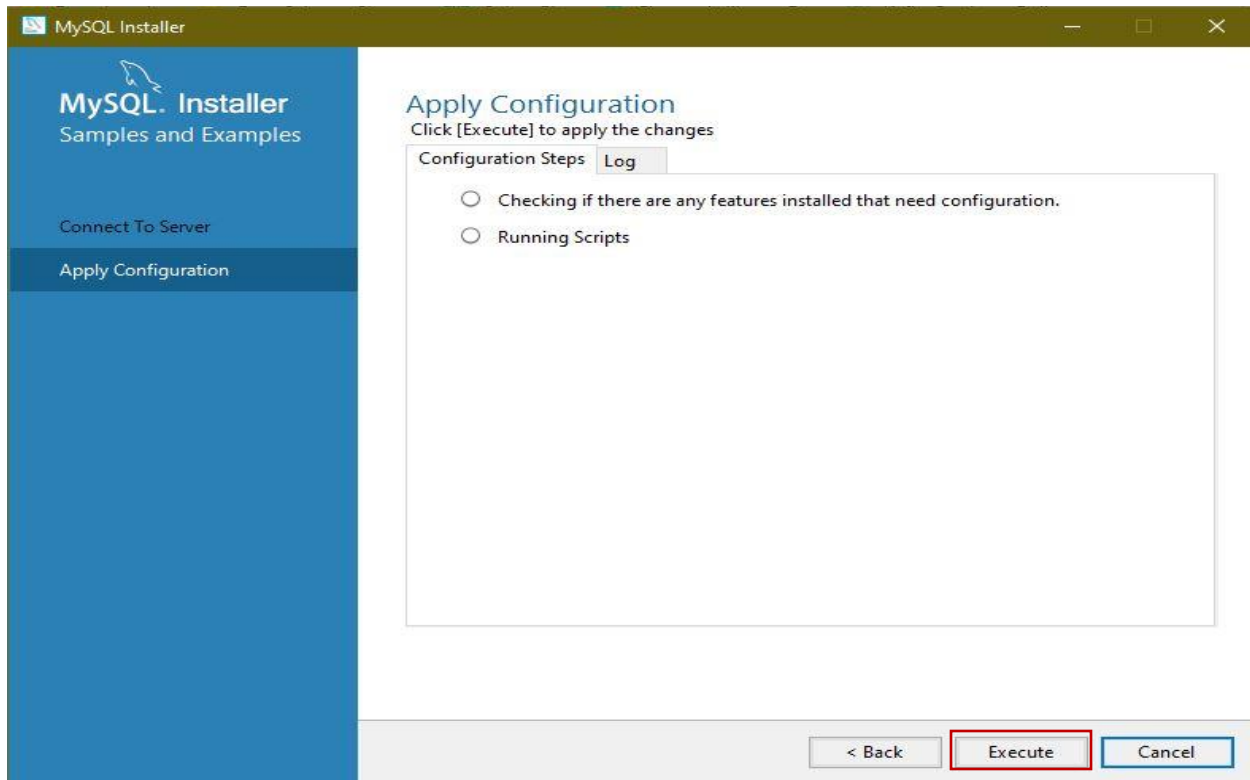 MySQL Installer
MySQL. Installer
Samples and Examples
Connect To Server
Apply Configuration
Apply Configuration
Click [Execute] to apply the changes
Configuration Steps Log
Checking if there are any features installed that need configuration.
Running Scripts
< Back Execute Cancel